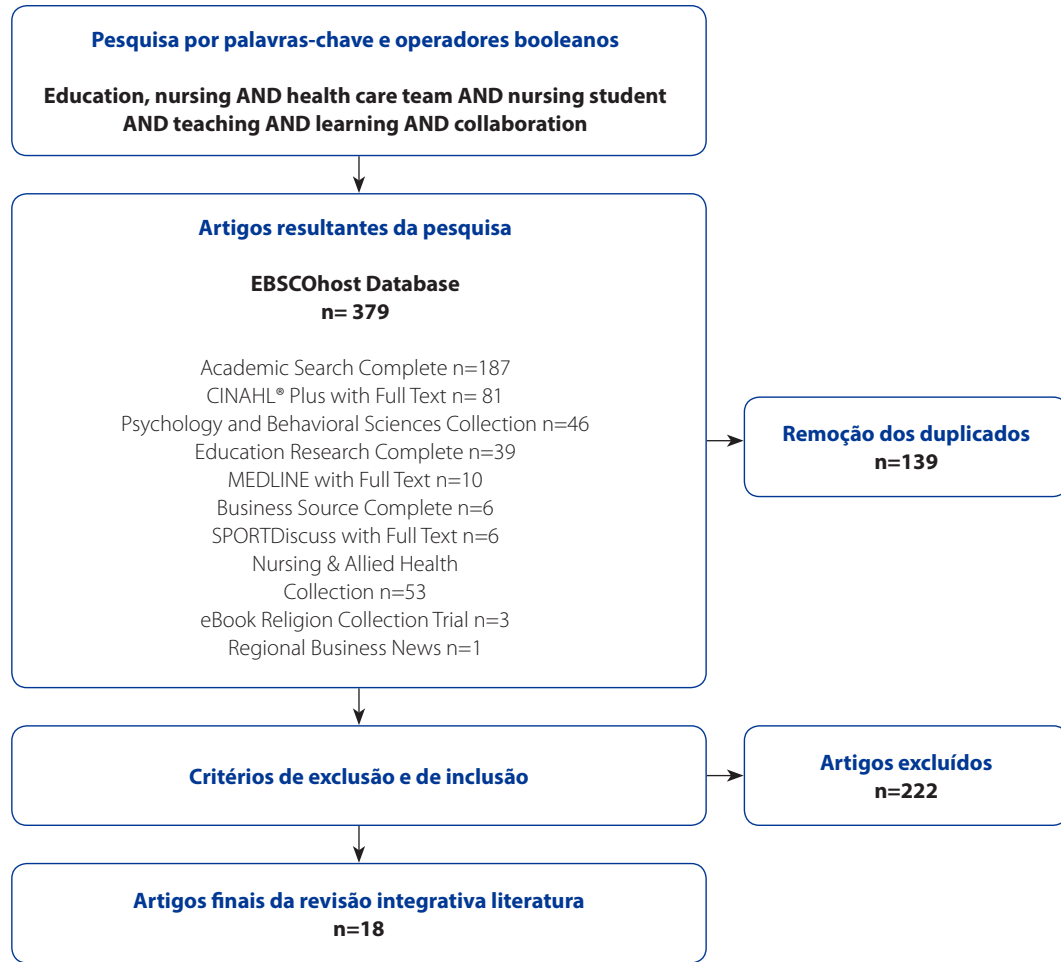 Pesquisa por palavras-chave e operadores booleanos
Education, nursing AND health care team AND nursing student
AND teaching AND learning AND collaboration
Artigos resultantes da pesquisa
EBSCOhost Database
n= 379
Academic Search Complete n=187
CINAHL® Plus with Full Text n= 81
Psychology and Behavioral Sciences Collection n=46
Education Research Complete n=39
MEDLINE with Full Text n=10
Business Source Complete n=6
SPORTDiscuss with Full Text n=6
Nursing & Allied Health
Collection n=53
eBook Religion Collection Trial n=3
Regional Business News n=1
Remoção dos duplicados
n=139
Critérios de exclusão e de inclusão
Artigos excluídos
n=222
Artigos finais da revisão integrativa literatura
n=18